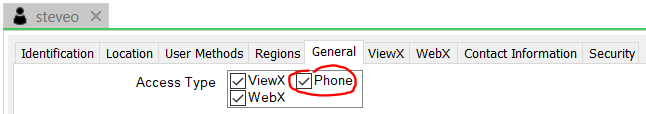 steveo
Identification Location User Methods Regions General ViewX WebX Contact Information Security
Access Type ViewX Phone
WebX